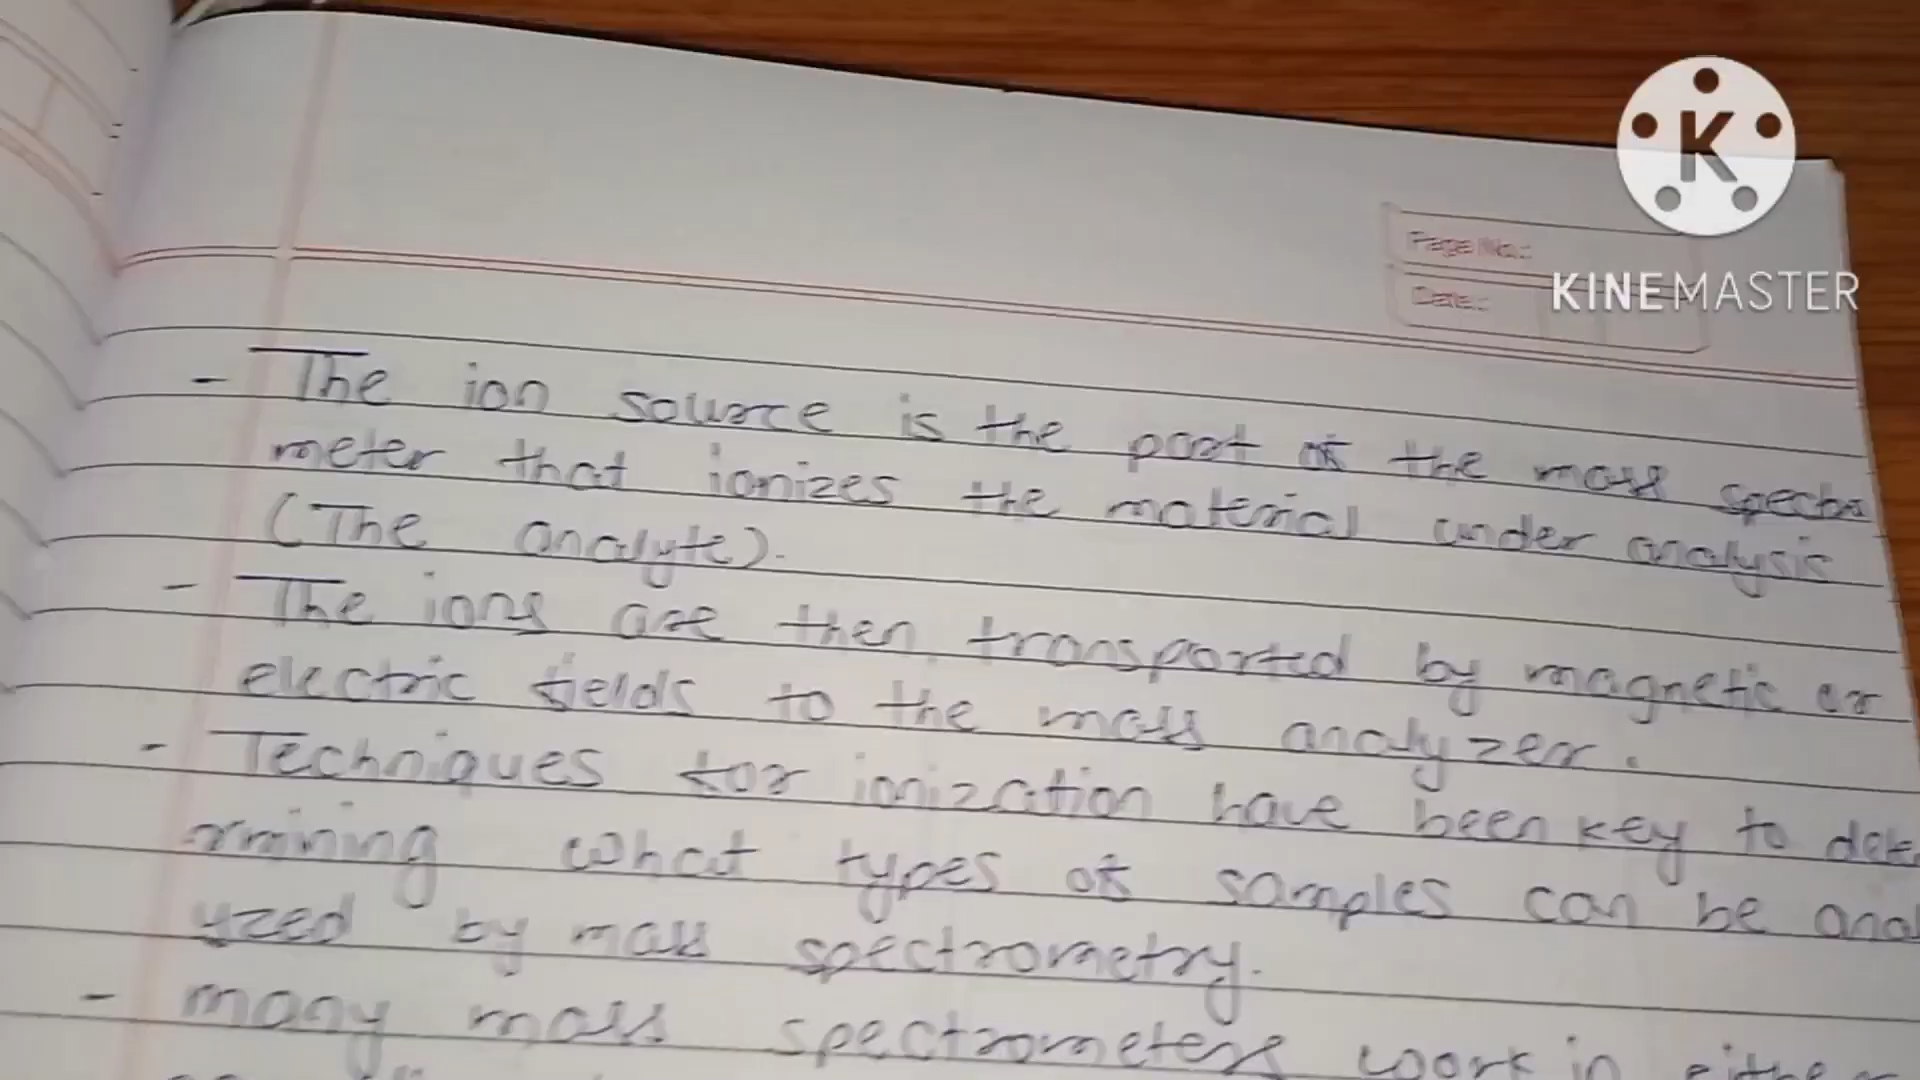 Page No.:
Date:
KINEMASTER
- The ion source is the part of the mass spectro
meter that ionizes the material under analysis
(The analyte).
- The ions are then transported by magnetic or
electric fields to the mass analyzer.
- Techniques for ionization have been key to dete
rmining what types of samples can be anal
yzed by mass spectrometry.
- many mass spectrometers work in either